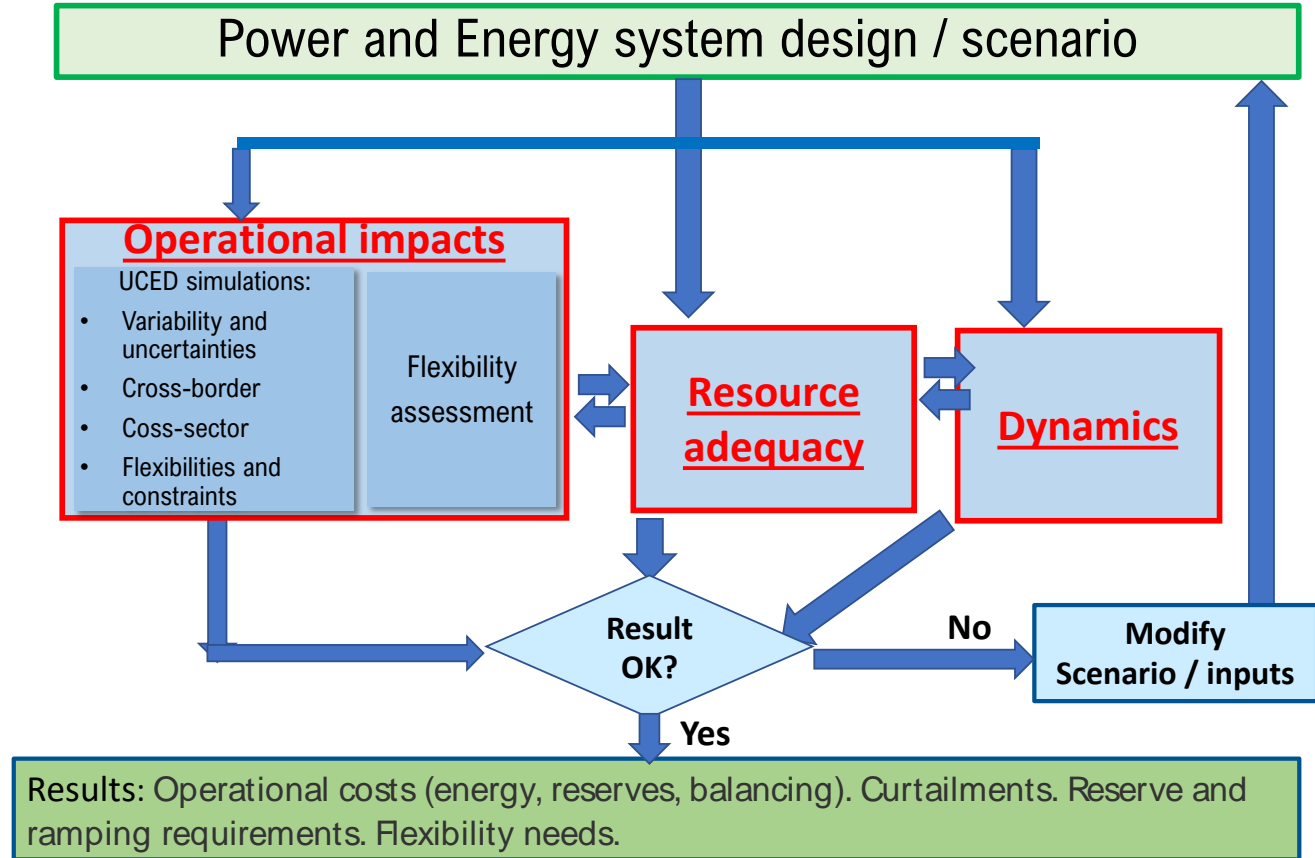 Power and Energy system design / scenario
Operational impacts
UCED simulations:
• Variability and
uncertainties
• Cross-border
• Coss-sector
• Flexibilities and
constraints
Flexibility
assessment
Resource
adequacy
Dynamics
Result
OK?
No
Modify
Scenario / inputs
Yes
Results: Operational costs (energy, reserves, balancing). Curtailments. Reserve and
ramping requirements. Flexibility needs.